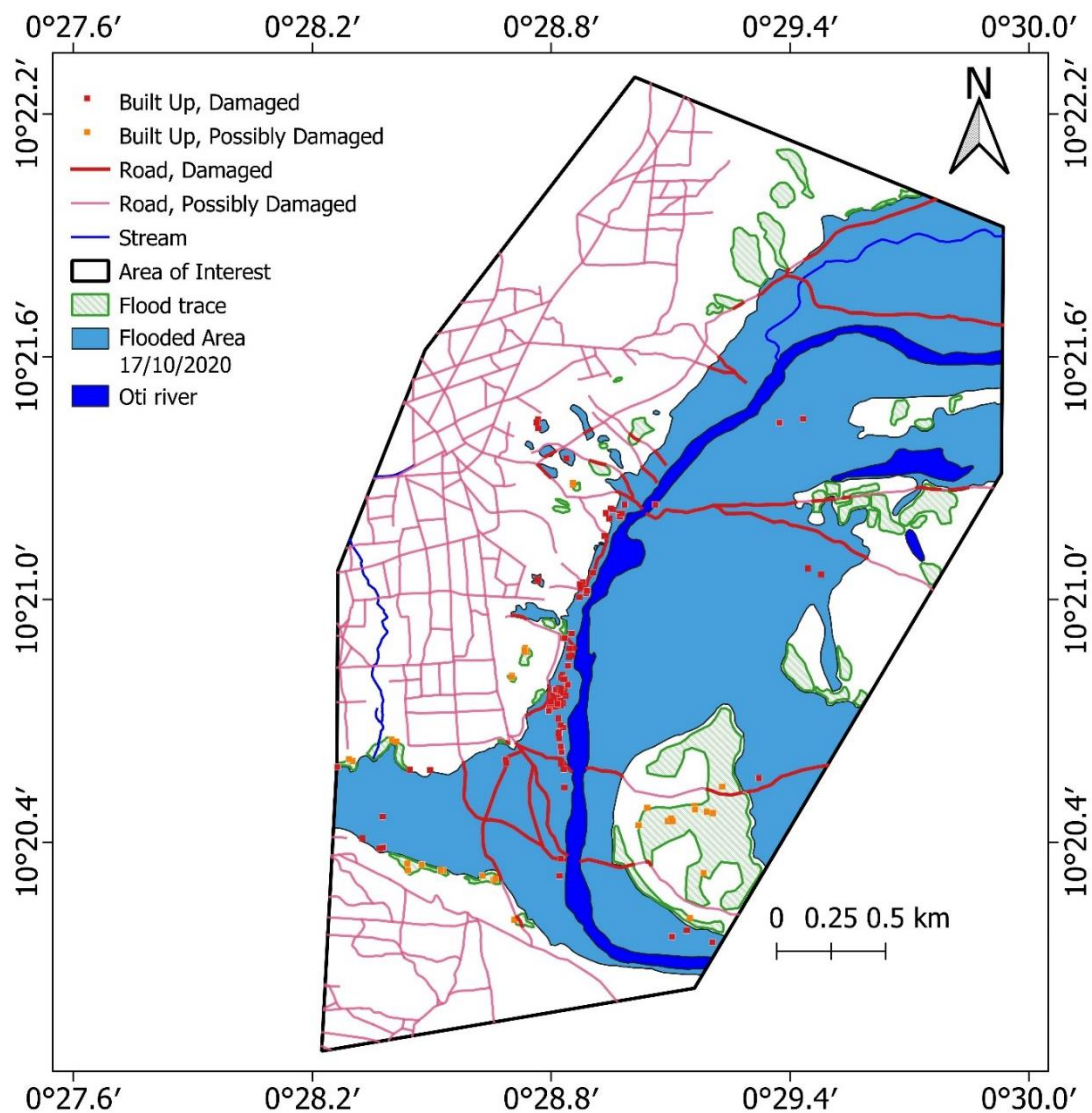 0°27.6′ 0°28.2′ 0°28.8′ 0°29.4′ 0°30.0′
10°22.2′ 10°22.2′
N
Built Up, Damaged
Built Up, Possibly Damaged
Road, Damaged
Road, Possibly Damaged
Stream
Area of Interest
Flood trace
Flooded Area
17/10/2020
Oti river
10°21.6′ 10°21.6′
10°21.0′ 10°21.0′
10°20.4′ 10°20.4′
0 0.25 0.5 km
0°27.6′ 0°28.2′ 0°28.8′ 0°29.4′ 0°30.0′